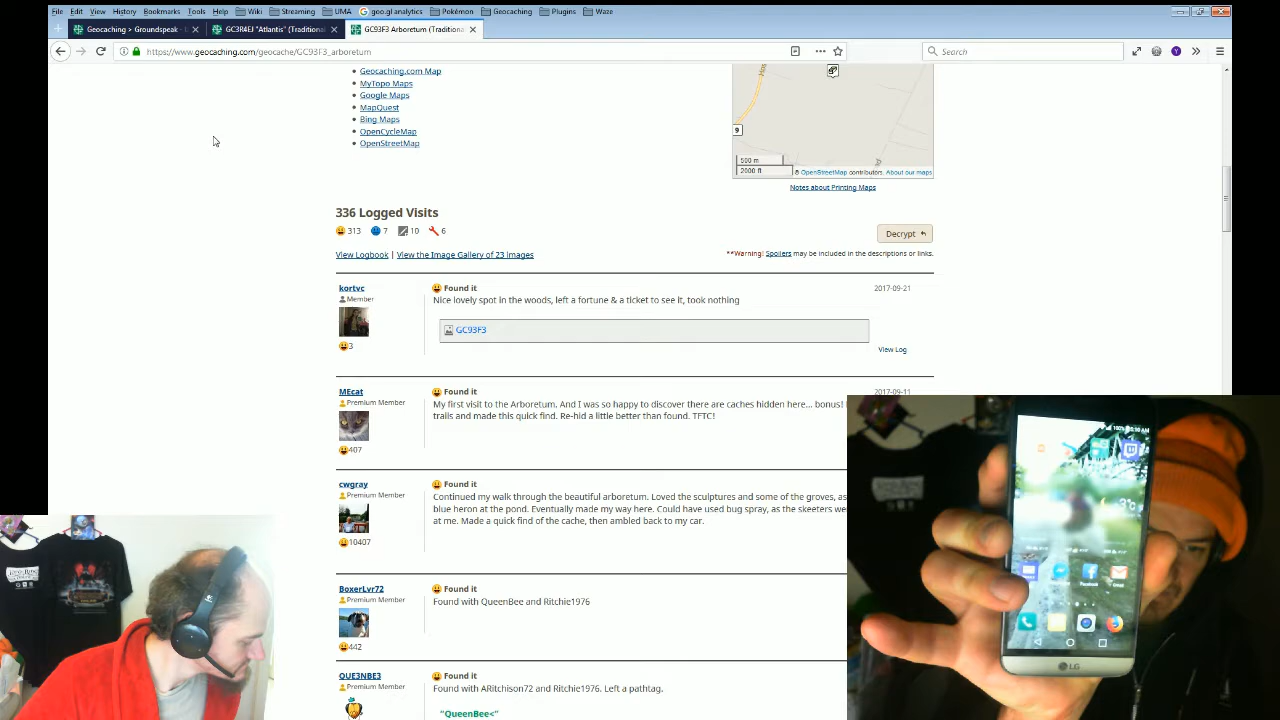 File Edit View History Bookmarks Tools Help Wiki Streaming UMA goo.gl analytics Pokémon Geocaching Plugins Waze
Geocaching > Groundspeak - GC3R4EJ "Atlantis" (Traditional GC93F3 Arboretum (Traditional
https://www.geocaching.com/geocache/GC93F3_arboretum
Search
Geocaching.com Map
MyTopo Maps
Google Maps
MapQuest
Bing Maps
OpenCycleMap
OpenStreetMap
9
500 m
2000 ft
© OpenStreetMap contributors. About our maps
Notes about Printing Maps
336 Logged Visits
313 7 10 6
Decrypt
View Logbook | View the Image Gallery of 23 images
**Warning! Spoilers may be included in the descriptions or links.
kortvc
Member
3
Found it
2017-09-21
Nice lovely spot in the woods, left a fortune & a ticket to see it, took nothing
GC93F3
View Log
MEcat
Premium Member
407
Found it
2017-09-11
My first visit to the Arboretum. And I was so happy to discover there are caches hidden here... bonus!
trails and made this quick find. Re-hid a little better than found. TFTC!
cwgray
Premium Member
10407
Found it
Continued my walk through the beautiful arboretum. Loved the sculptures and some of the groves, as
blue heron at the pond. Eventually made my way here. Could have used bug spray, as the skeeters we
at me. Made a quick find of the cache, then ambled back to my car.
BoxerLvr72
Premium Member
442
Found it
Found with QueenBee and Ritchie1976
QUE3NBE3
Premium Member
Found it
Found with ARitchison72 and Ritchie1976. Left a pathtag.
"QueenBee<"
100%
3°C
Facebook
Gmail
LG